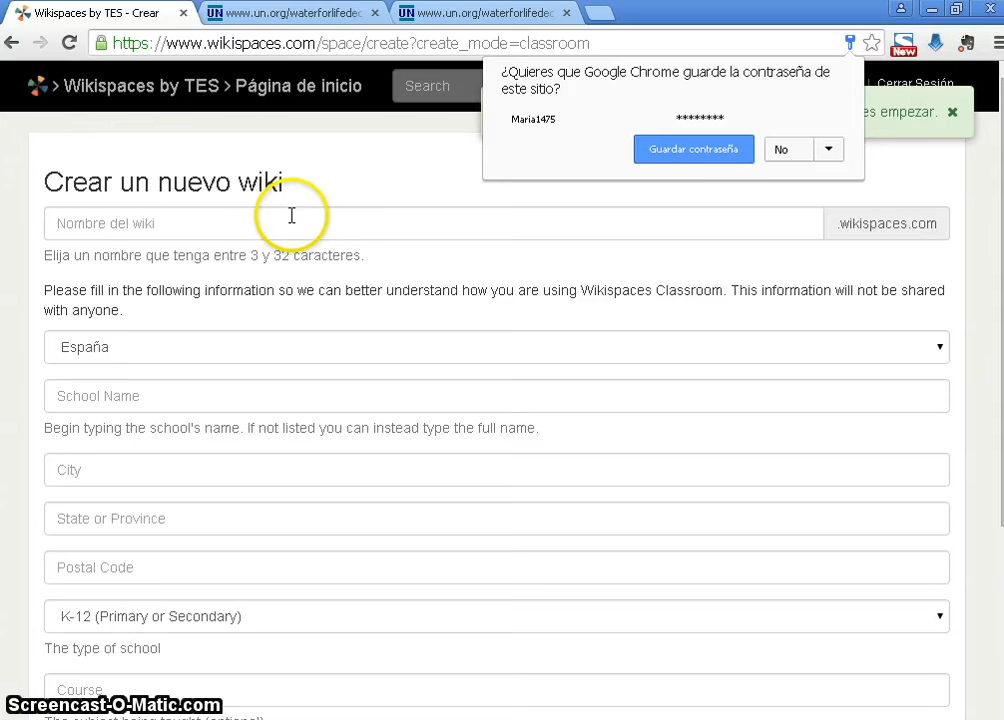 Wikispaces by TES - Crear
www.un.org/waterforlifedec
www.un.org/waterforlifedec
https://www.wikispaces.com/space/create?create_mode=classroom
New
> Wikispaces by TES > Página de inicio
Search
Cerrar Sesión
es empezar.
¿Quieres que Google Chrome guarde la contraseña de
este sitio?
Maria1475 ********
Guardar contraseña
No
Crear un nuevo wiki
Nombre del wiki
.wikispaces.com
Elija un nombre que tenga entre 3 y 32 caracteres.
Please fill in the following information so we can better understand how you are using Wikispaces Classroom. This information will not be shared
with anyone.
España
School Name
Begin typing the school's name. If not listed you can instead type the full name.
City
State or Province
Postal Code
K-12 (Primary or Secondary)
The type of school
Course
The subject being taught (optional)
Screencast-O-Matic.com